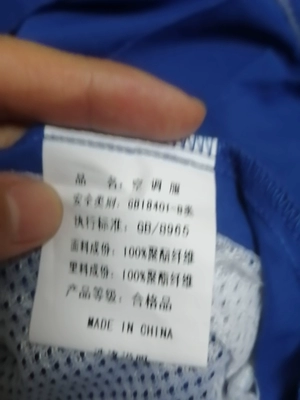 品 名: 空调服
安全类别: GB18401-B类
执行标准: GB/8965
面料成份: 100%聚酯纤维
里料成份: 100%聚酯纤维
产品等级: 合格品
MADE IN CHINA